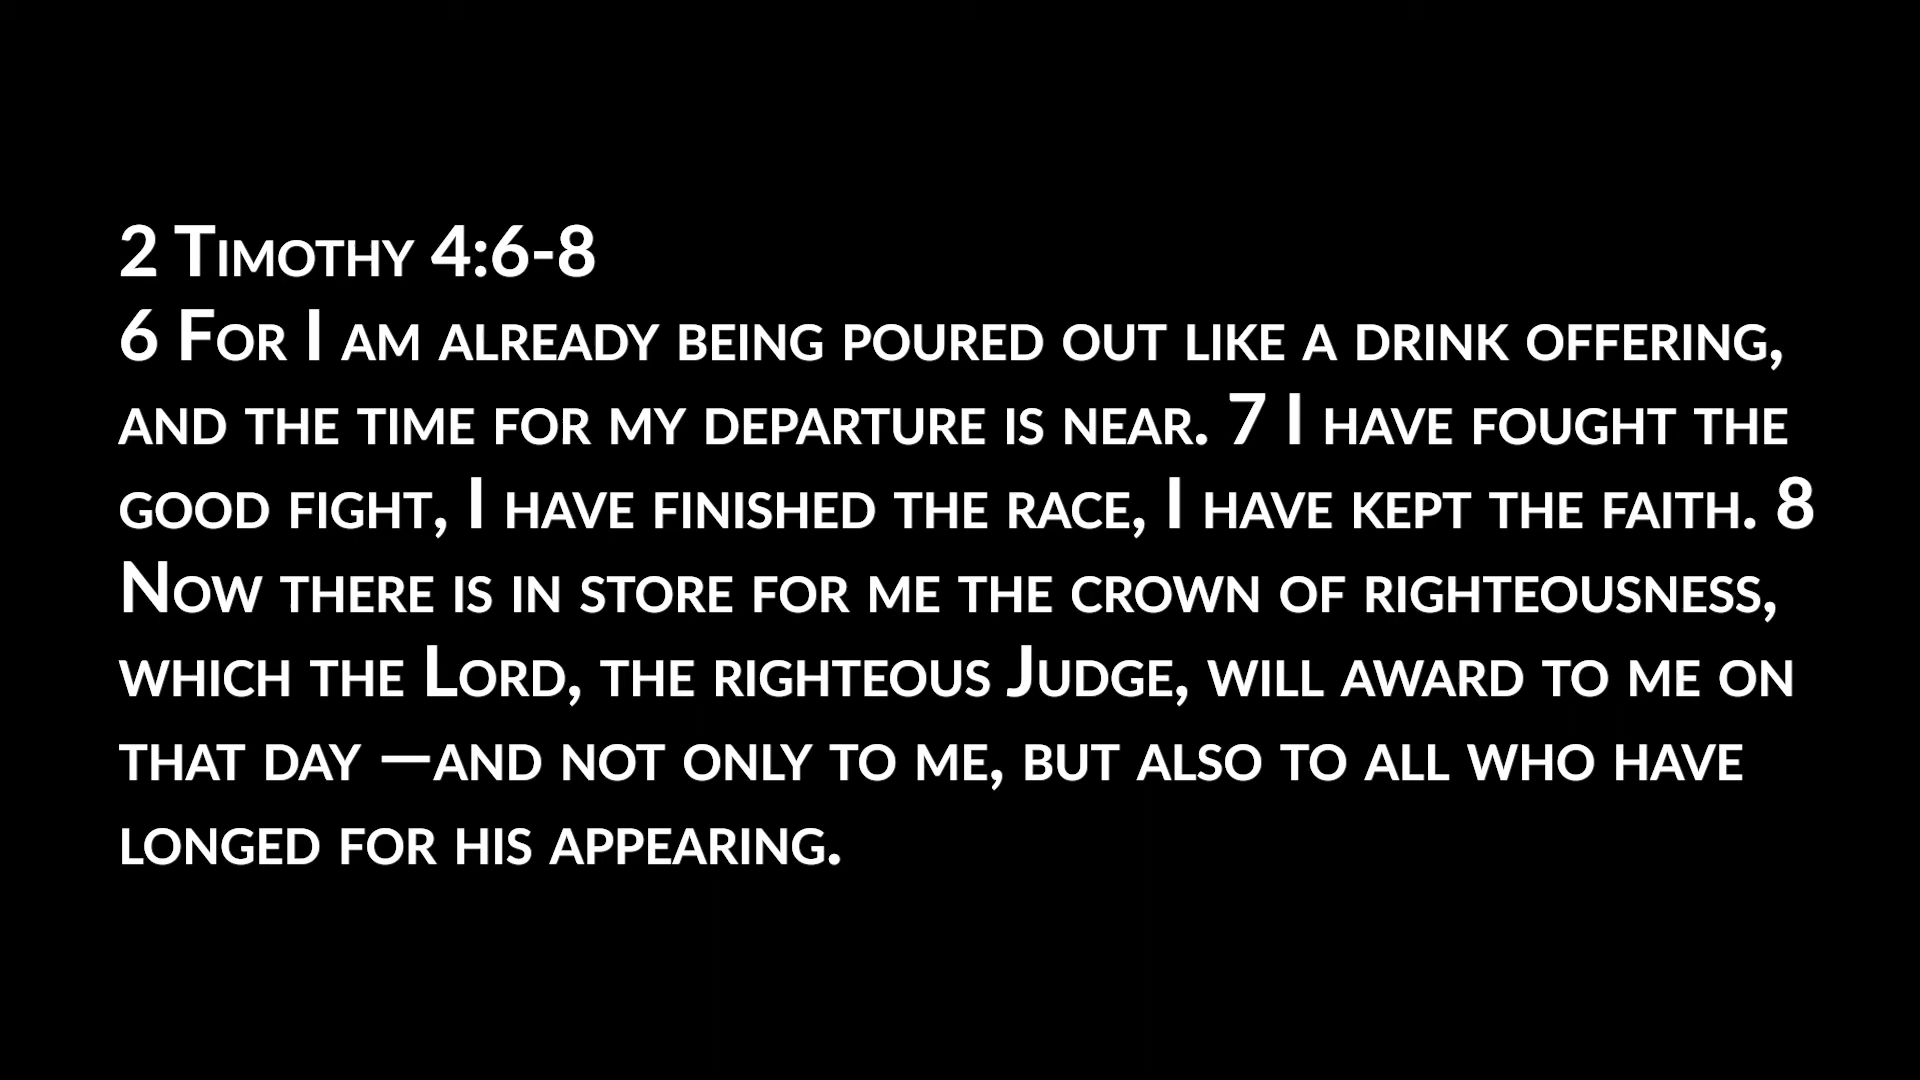 2 Timothy 4:6-8
6 For I am already being poured out like a drink offering,
and the time for my departure is near. 7 I have fought the
good fight, I have finished the race, I have kept the faith. 8
Now there is in store for me the crown of righteousness,
which the Lord, the righteous Judge, will award to me on
that day —and not only to me, but also to all who have
longed for his appearing.